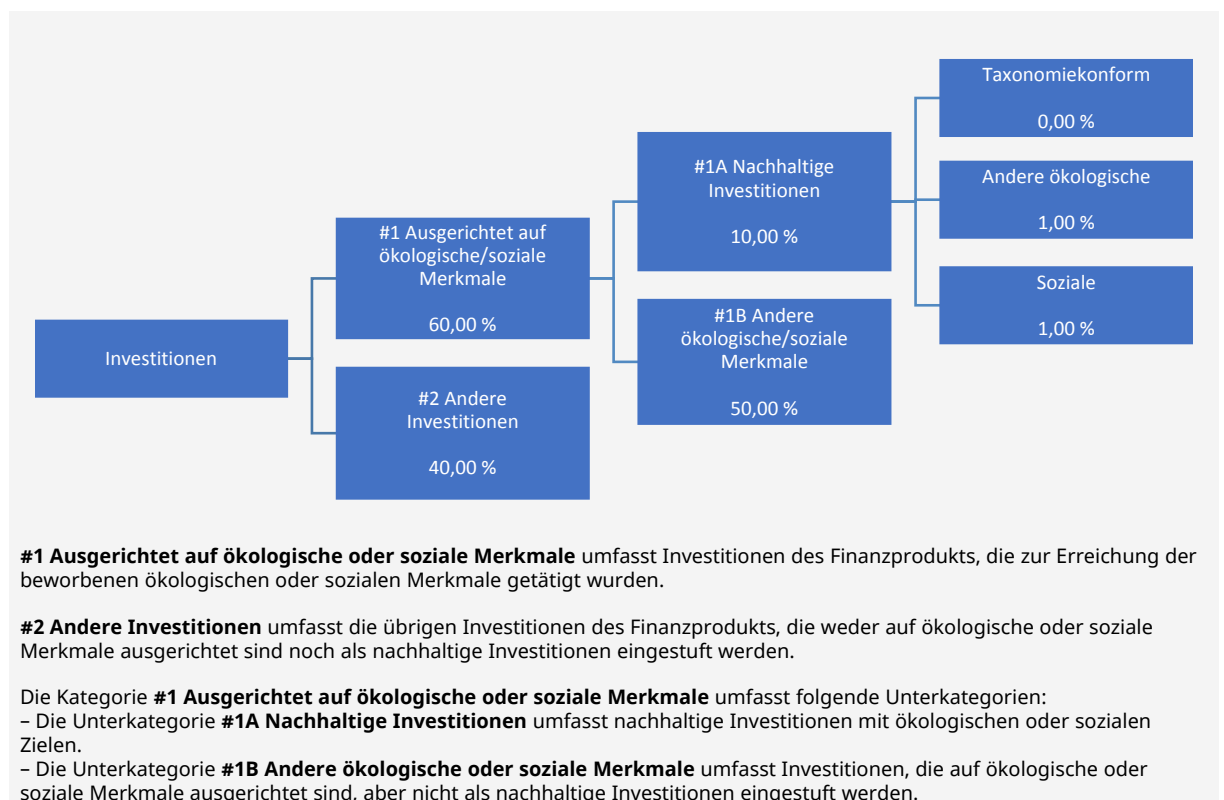 Taxonomiekonform
0,00 %
#1A Nachhaltige
Investitionen
10,00 %
Andere ökologische
1,00 %
#1 Ausgerichtet auf
ökologische/soziale
Merkmale
60,00 %
Soziale
1,00 %
#1B Andere
ökologische/soziale
Merkmale
50,00 %
Investitionen
#2 Andere
Investitionen
40,00 %
#1 Ausgerichtet auf ökologische oder soziale Merkmale umfasst Investitionen des Finanzprodukts, die zur Erreichung der
beworbenen ökologischen oder sozialen Merkmale getätigt wurden.
#2 Andere Investitionen umfasst die übrigen Investitionen des Finanzprodukts, die weder auf ökologische oder soziale
Merkmale ausgerichtet sind noch als nachhaltige Investitionen eingestuft werden.
Die Kategorie #1 Ausgerichtet auf ökologische oder soziale Merkmale umfasst folgende Unterkategorien:
– Die Unterkategorie #1A Nachhaltige Investitionen umfasst nachhaltige Investitionen mit ökologischen oder sozialen
Zielen.
– Die Unterkategorie #1B Andere ökologische oder soziale Merkmale umfasst Investitionen, die auf ökologische oder
soziale Merkmale ausgerichtet sind, aber nicht als nachhaltige Investitionen eingestuft werden.